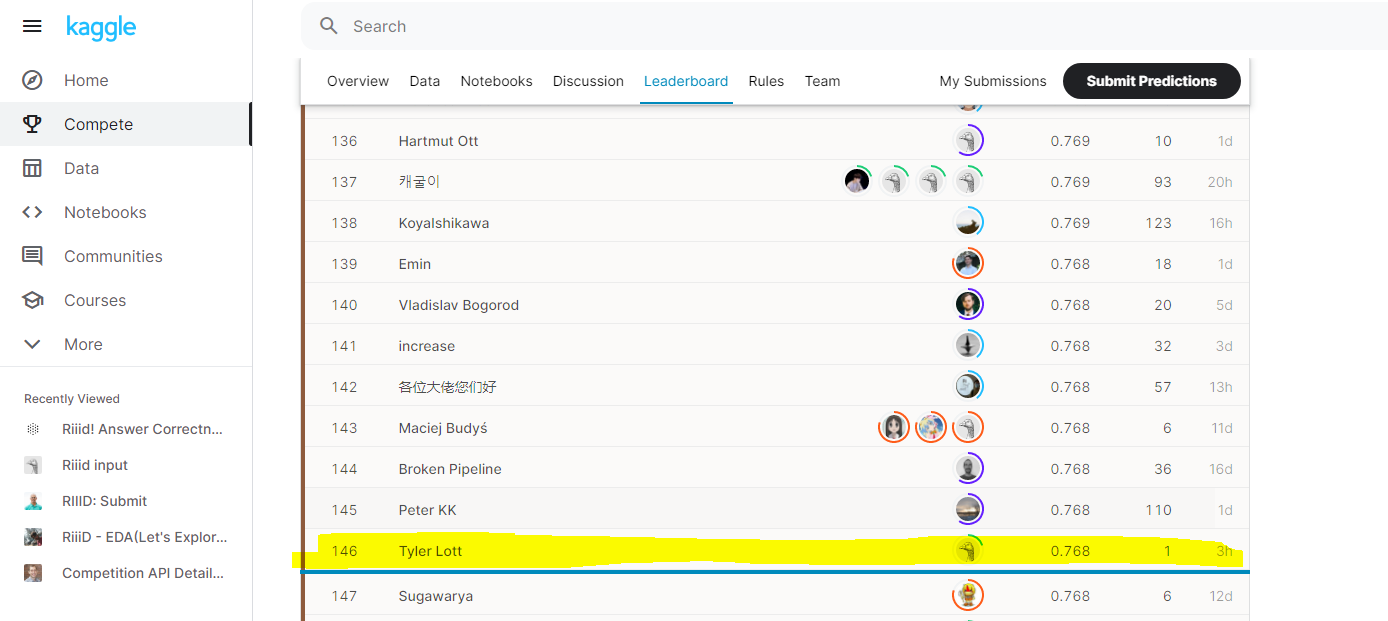 kaggle
Search
Home
Compete
Data
Notebooks
Communities
Courses
More
Recently Viewed
Riiid! Answer Correctn...
Riiid input
RIIID: Submit
RiiiD - EDA(Let's Explor...
Competition API Detail...
Overview Data Notebooks Discussion Leaderboard Rules Team My Submissions Submit Predictions
136 Hartmut Ott 0.769 10 1d
137 캐굴이 0.769 93 20h
138 KoyaIshikawa 0.769 123 16h
139 Emin 0.768 18 1d
140 Vladislav Bogorod 0.768 20 5d
141 increase 0.768 32 3d
142 各位大佬您们好 0.768 57 13h
143 Maciej Budyś 0.768 6 11d
144 Broken Pipeline 0.768 36 16d
145 Peter KK 0.768 110 1d
146 Tyler Lott 0.768 1 3h
147 Sugawarya 0.768 6 12d